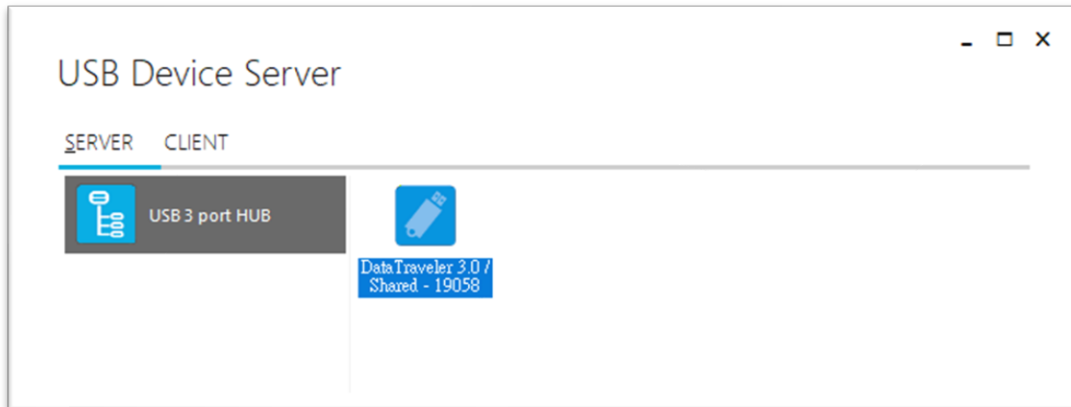 USB Device Server
SERVER CLIENT
USB 3 port HUB
DataTraveler 3.0 /
Shared - 19058